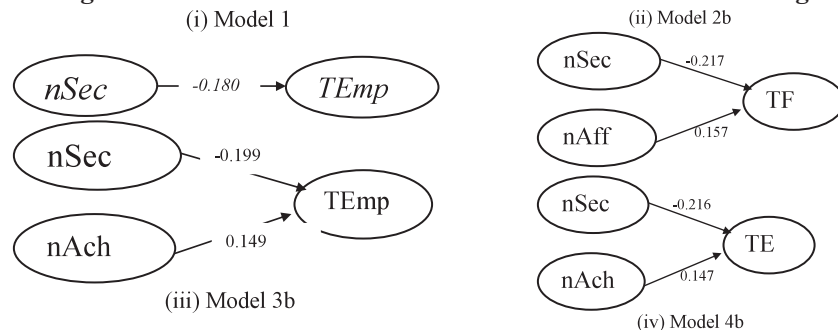 (i) Model 1
nSec -0.180 TEmp
nSec
-0.199
TEmp
nAch 0.149
(iii) Model 3b
(ii) Model 2b
nSec -0.217
TF
nAff 0.157
nSec -0.216
TE
nAch 0.147
(iv) Model 4b